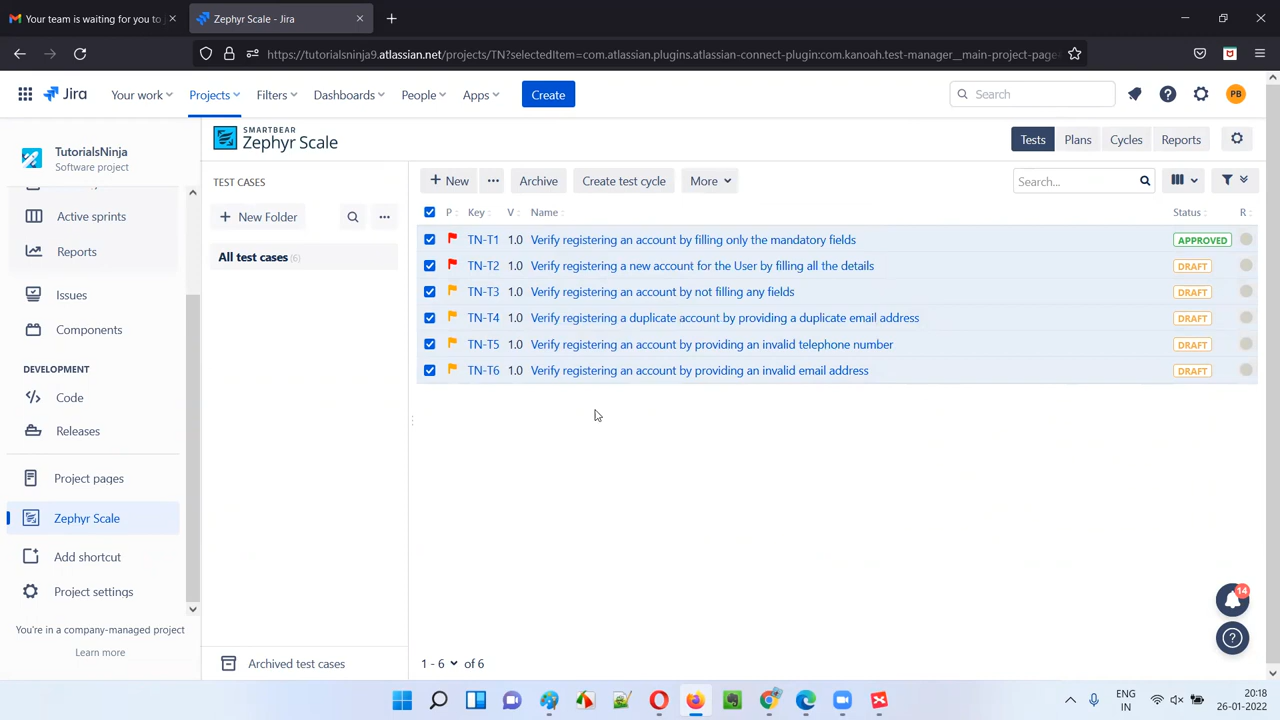 Your team is waiting for you to j
Zephyr Scale - Jira
https://tutorialsninja9.atlassian.net/projects/TN?selectedItem=com.atlassian.plugins.atlassian-connect-plugin:com.kanoah.test-manager__main-project-page
Jira
Your work
Projects
Filters
Dashboards
People
Apps
Create
Search
PB
TutorialsNinja
Software project
SMARTBEAR
Zephyr Scale
Tests
Plans
Cycles
Reports
TEST CASES
+ New
Archive
Create test cycle
More
Search...
Active sprints
+ New Folder
P
Key
V
Name
Status
R
Reports
All test cases (6)
TN-T1 1.0 Verify registering an account by filling only the mandatory fields APPROVED
TN-T2 1.0 Verify registering a new account for the User by filling all the details DRAFT
TN-T3 1.0 Verify registering an account by not filling any fields DRAFT
TN-T4 1.0 Verify registering a duplicate account by providing a duplicate email address DRAFT
TN-T5 1.0 Verify registering an account by providing an invalid telephone number DRAFT
TN-T6 1.0 Verify registering an account by providing an invalid email address DRAFT
Issues
Components
DEVELOPMENT
Code
Releases
Project pages
Zephyr Scale
Add shortcut
Project settings
You're in a company-managed project
Learn more
Archived test cases
1 - 6 of 6
14
ENG
IN
20:18
26-01-2022